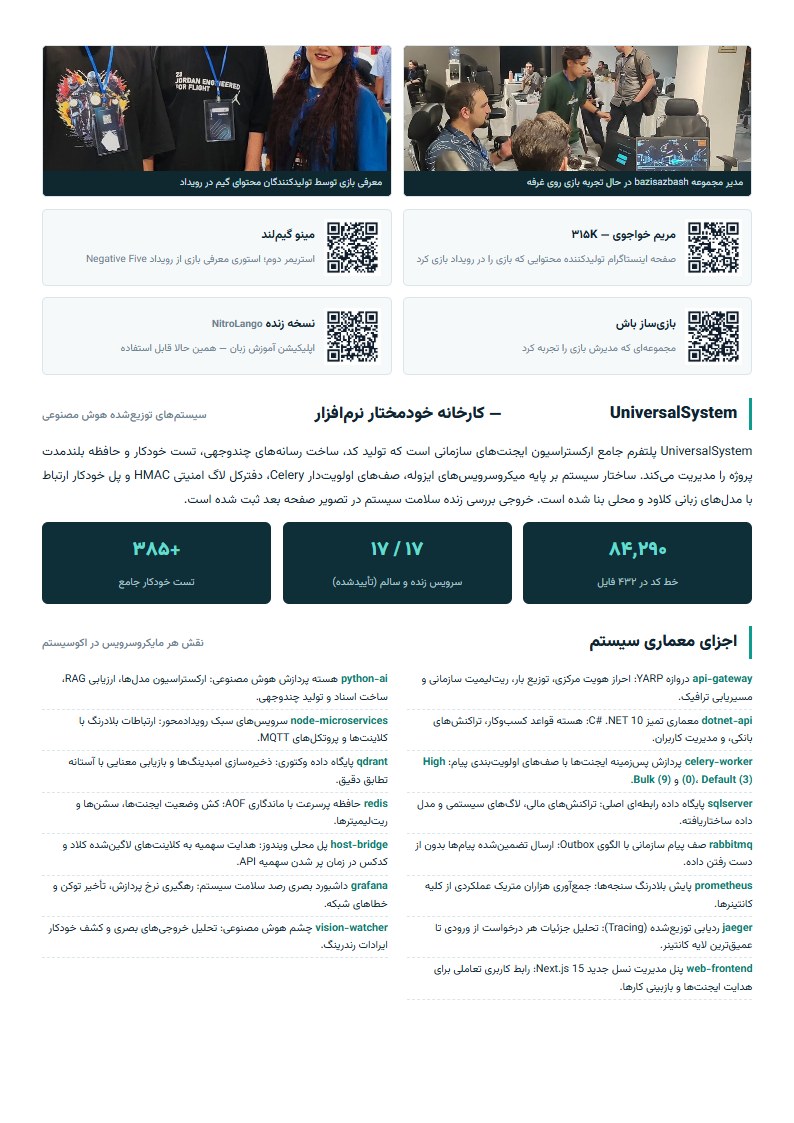 23
JORDAN ENGINEERED
FOR FLIGHT
مدیر مجموعه bazisazbash در حال تجربه بازی روی غرفه
معرفی بازی توسط تولیدکنندگان محتوای گیم در رویداد
مریم خواجوی — ۳۱۵K
صفحه اینستاگرام تولیدکننده محتوایی که بازی را در رویداد بازی کرد
مینو گیم‌لند
استریمر دوم؛ استوری معرفی بازی از رویداد Negative Five
بازی‌ساز باش
مجموعه‌ای که مدیرش بازی را تجربه کرد
نسخه زنده NitroLango
اپلیکیشن آموزش زبان — همین حالا قابل استفاده
UniversalSystem — کارخانه خودمختار نرم‌افزار
سیستم‌های توزیع‌شده هوش مصنوعی
UniversalSystem پلتفرم جامع ارکستراسیون ایجنت‌های سازمانی است که تولید کد، ساخت رسانه‌های چندوجهی، تست خودکار و حافظه بلندمدت
پروژه را مدیریت می‌کند. ساختار سیستم بر پایه میکروسرویس‌های ایزوله، صف‌های اولویت‌دار Celery، دفترکل لاگ امنیتی HMAC و پل خودکار ارتباط
با مدل‌های زبانی کلاود و محلی بنا شده است. خروجی بررسی زنده سلامت سیستم در تصویر صفحه بعد ثبت شده است.
۸۴,۲۹۰
خط کد در ۴۳۲ فایل
۱۷ / ۱۷
سرویس زنده و سالم (تأییدشده)
۳۸۵+
تست خودکار جامع
اجزای معماری سیستم
نقش هر مایکروسرویس در اکوسیستم
api-gateway دروازه YARP: احراز هویت مرکزی، توزیع بار، ریت‌لیمیت سازمانی و
مسیریابی ترافیک.
dotnet-api معماری تمیز C# .NET 10: هسته قواعد کسب‌وکار، تراکنش‌های
بانکی، و مدیریت کاربران.
celery-worker پردازش پس‌زمینه ایجنت‌ها با صف‌های اولویت‌بندی پیام: High
(0)، Default (3) و Bulk (9).
sqlserver پایگاه داده رابطه‌ای اصلی: تراکنش‌های مالی، لاگ‌های سیستمی و مدل
داده ساختاریافته.
rabbitmq صف پیام سازمانی با الگوی Outbox: ارسال تضمین‌شده پیام‌ها بدون از
دست رفتن داده.
prometheus پایش بلادرنگ سنجه‌ها: جمع‌آوری هزاران متریک عملکردی از کلیه
کانتینرها.
jaeger ردیابی توزیع‌شده (Tracing): تحلیل جزئیات هر درخواست از ورودی تا
عمیق‌ترین لایه کانتینر.
web-frontend پنل مدیریت نسل جدید Next.js 15: رابط کاربری تعاملی برای
هدایت ایجنت‌ها و بازبینی کارها.
python-ai هسته پردازش هوش مصنوعی: ارکستراسیون مدل‌ها، ارزیابی RAG،
ساخت اسناد و تولید چندوجهی.
node-microservices سرویس‌های سبک رویدادمحور: ارتباطات بلادرنگ با
کلاینت‌ها و پروتکل‌های MQTT.
qdrant پایگاه داده وکتوری: ذخیره‌سازی امبدینگ‌ها و بازیابی معنایی با آستانه
تطابق دقیق.
redis حافظه پرسرعت با ماندگاری AOF: کش وضعیت ایجنت‌ها، سشن‌ها و
ریت‌لیمیترها.
host-bridge پل محلی ویندوز: هدایت سهمیه به کلاینت‌های لاگین‌شده کلاد و
کدکس در زمان پر شدن سهمیه API.
grafana داشبورد بصری رصد سلامت سیستم: رهگیری نرخ پردازش، تأخیر توکن و
خطاهای شبکه.
vision-watcher چشم هوش مصنوعی: تحلیل خروجی‌های بصری و کشف خودکار
ایرادات رندرینگ.